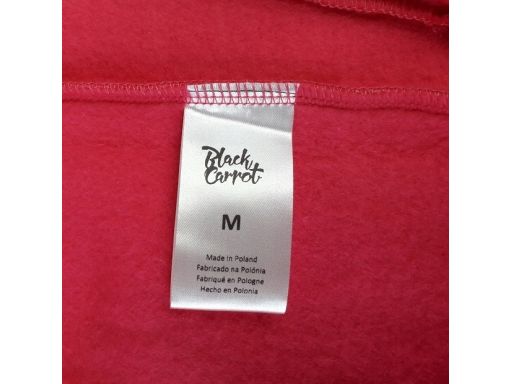 Black
Carrot
M
Made in Poland
Fabricado na Polónia
Fabriqué en Pologne
Hecho en Polonia